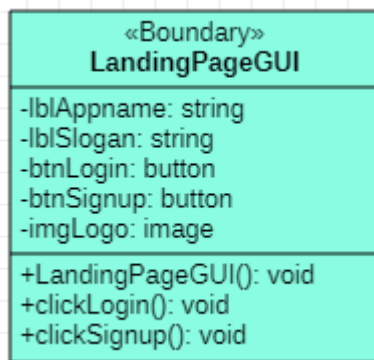 «Boundary»
LandingPageGUI
-lblAppname: string
-lblSlogan: string
-btnLogin: button
-btnSignup: button
-imgLogo: image
+LandingPageGUI(): void
+clickLogin(): void
+clickSignup(): void